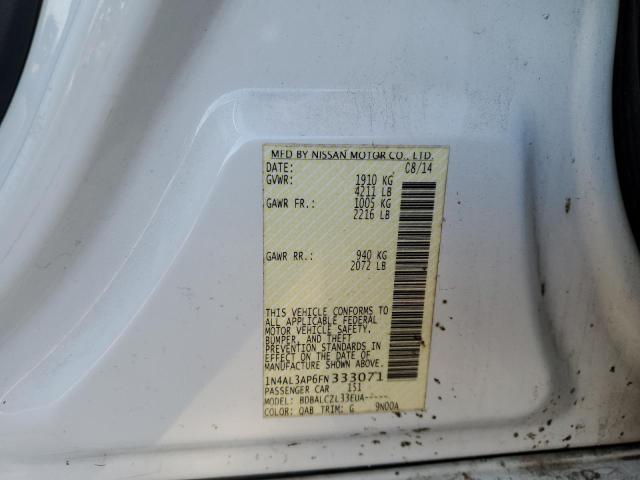 MFD BY NISSAN MOTOR CO., LTD.
DATE: 08/14
GVWR: 1910 KG
4211 LB
GAWR FR.: 1005 KG
2216 LB
GAWR RR.: 940 KG
2072 LB
THIS VEHICLE CONFORMS TO
ALL APPLICABLE FEDERAL
MOTOR VEHICLE SAFETY,
BUMPER, AND THEFT
PREVENTION STANDARDS IN
EFFECT ON THE DATE OF
MANUFACTURE SHOWN ABOVE.
1N4AL3AP6FN333071
PASSENGER CAR 151
MODEL: BDBALCZL33EUA-----
COLOR: QAB TRIM: G 9N00A